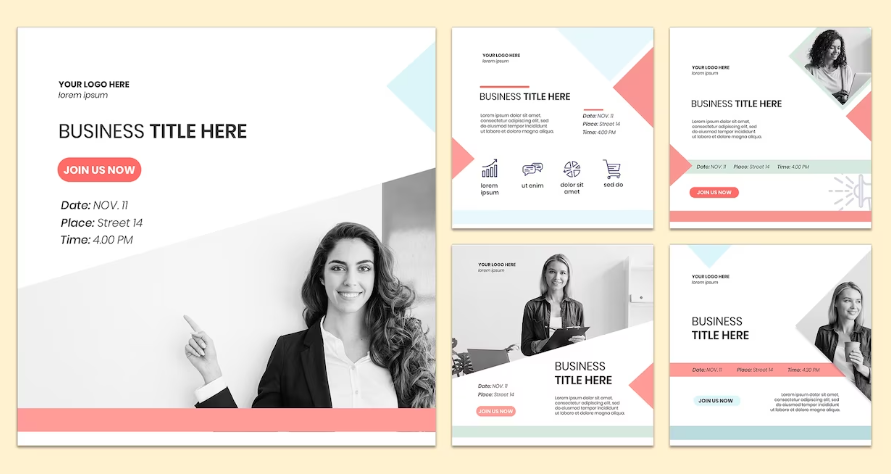 YOUR LOGO HERE
lorem ipsum
BUSINESS TITLE HERE
JOIN US NOW
Date: NOV. 11
Place: Street 14
Time: 4.00 PM
YOUR LOGO HERE
lorem ipsum
BUSINESS TITLE HERE
Lorem ipsum dolor sit amet,
consectetur adipiscing elit, sed
do eiusmod tempor incididunt
ut labore et dolore magna aliqua.
Date: NOV. 11
Place: Street 14
Time: 4:00 PM
lorem
ipsum
ut enim
dolor sit
amet
sed do
YOUR LOGO HERE
lorem ipsum
BUSINESS TITLE HERE
Lorem ipsum dolor sit amet,
consectetur adipiscing elit, sed
do eiusmod tempor incididunt
ut labore et dolore magna aliqua.
Date: NOV. 11 Place: Street 14 Time: 4,00 PM
JOIN US NOW
YOUR LOGO HERE
lorem ipsum
BUSINESS
TITLE HERE
Date: NOV. 11
Place: Street 14
JOIN US NOW
Lorem ipsum dolor sit amet,
consectetur adipiscing elit, sed
do eiusmod tempor incididunt
ut labore et dolore magna aliqua.
YOUR LOGO HERE
lorem ipsum
BUSINESS
TITLE HERE
Date: NOV. 11 Place: Street 14 Time: 4.00 PM
JOIN US NOW
Lorem ipsum dolor sit amet,
consectetur adipiscing elit, sed
do eiusmod tempor incididunt
ut labore et dolore magna aliqua.